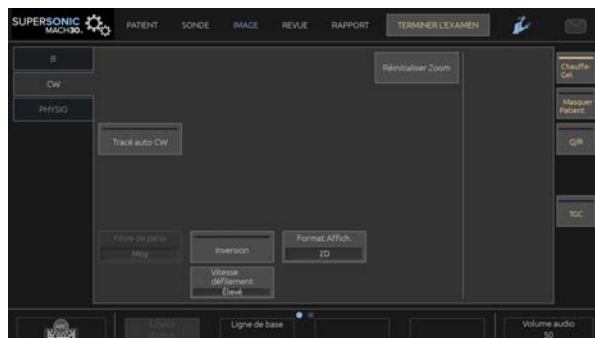 SUPERSONIC
MACH30.
PATIENT
SONDE
IMAGE
REVUE
RAPPORT
TERMINER L'EXAMEN
B
Réinitialiser Zoom
Chauffe-
Gel
CW
Masquer
Patient
PHYSIO
Tracé auto CW
Q/R
TGC
Filtre de paroi
Moy
Inversion
Format Affich.
2D
Vitesse
défilement
Élevé
ABC
Ligne de base
Volume audio
50